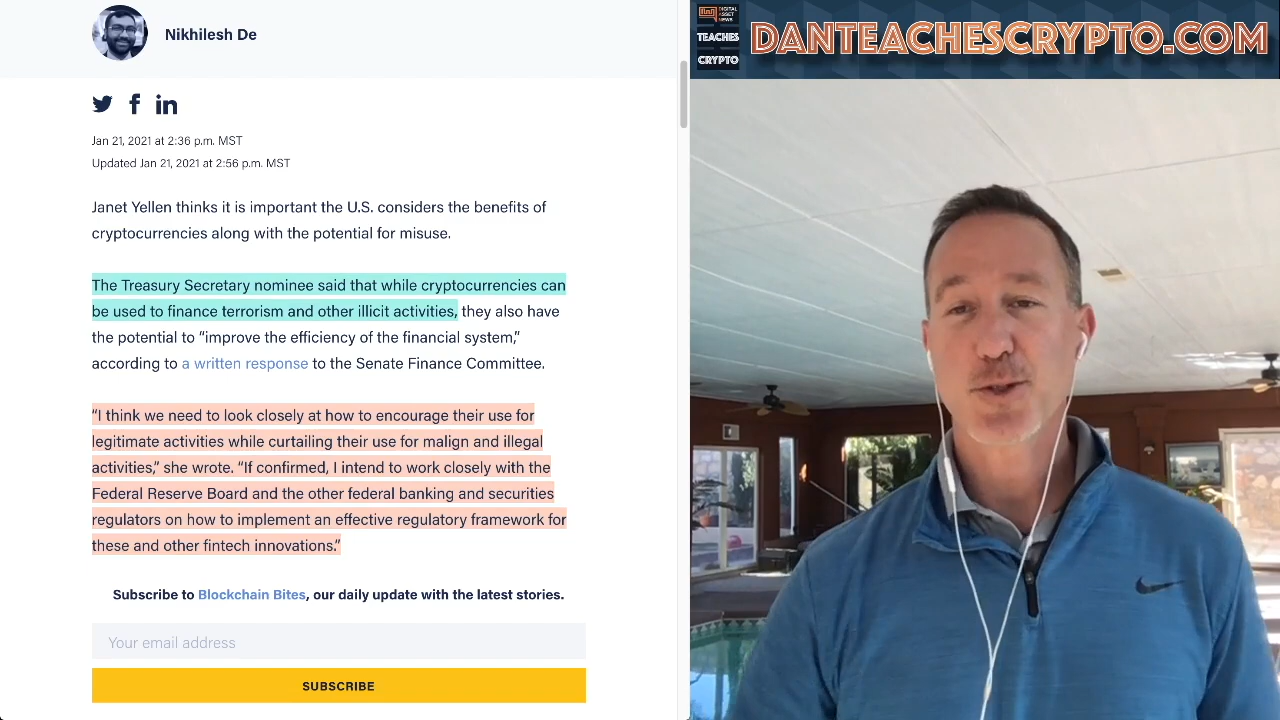 Nikhilesh De
Jan 21, 2021 at 2:36 p.m. MST
Updated Jan 21, 2021 at 2:56 p.m. MST
Janet Yellen thinks it is important the U.S. considers the benefits of
cryptocurrencies along with the potential for misuse.
The Treasury Secretary nominee said that while cryptocurrencies can
be used to finance terrorism and other illicit activities, they also have
the potential to “improve the efficiency of the financial system,”
according to a written response to the Senate Finance Committee.
“I think we need to look closely at how to encourage their use for
legitimate activities while curtailing their use for malign and illegal
activities,” she wrote. “If confirmed, I intend to work closely with the
Federal Reserve Board and the other federal banking and securities
regulators on how to implement an effective regulatory framework for
these and other fintech innovations.”
Subscribe to Blockchain Bites, our daily update with the latest stories.
Your email address
SUBSCRIBE
DIGITAL
ASSET
NEWS
TEACHES
CRYPTO
DANTEACHESCRYPTO.COM